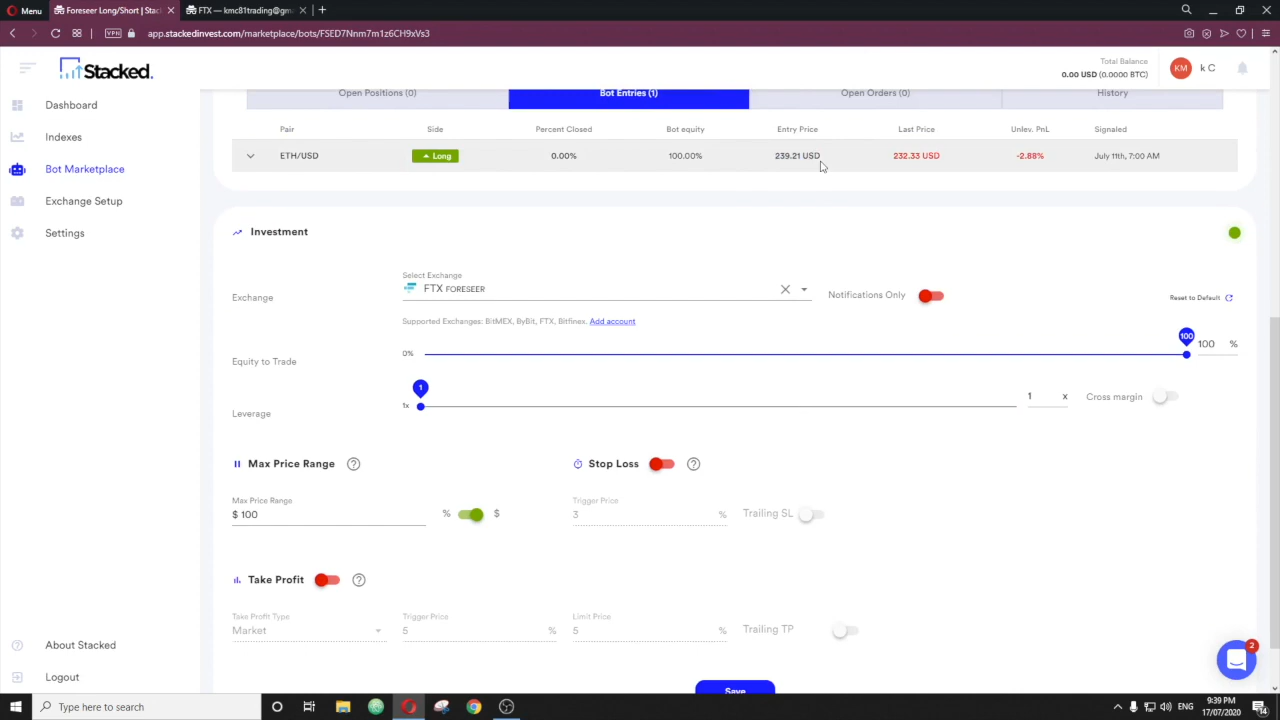 Menu
Foreseer Long/Short | Stac
FTX — kmc81trading@gm
VPN
app.stackedinvest.com/marketplace/bots/FSED7Nnm7m1z6CH9xVs3
Stacked.
Total Balance
0.00 USD (0.0000 BTC)
KM
k C
Dashboard
Indexes
Bot Marketplace
Exchange Setup
Settings
About Stacked
Logout
Open Positions (0)
Bot Entries (1)
Open Orders (0)
History
Pair
Side
Percent Closed
Bot equity
Entry Price
Last Price
Unlev. PnL
Signaled
ETH/USD
Long
0.00%
100.00%
239.21 USD
232.33 USD
-2.88%
July 11th, 7:00 AM
Investment
Exchange
Select Exchange
FTX FORESEER
Notifications Only
Reset to Default
Supported Exchanges: BitMEX, ByBit, FTX, Bitfinex. Add account
Equity to Trade
0%
100
100 %
Leverage
1x
1
1 x
Cross margin
Max Price Range
?
Stop Loss
?
Max Price Range
$ 100
% $
Trigger Price
3 %
Trailing SL
Take Profit
?
Take Profit Type
Market
Trigger Price
5 %
Limit Price
5 %
Trailing TP
Save
2
Type here to search
ENG
9:39 PM
17/07/2020
14